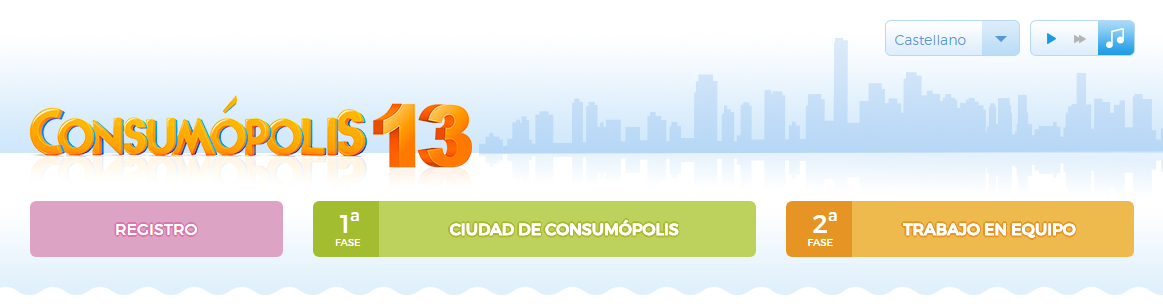 Castellano
CONSUMÓPOLIS 13
REGISTRO
1ª
FASE
CIUDAD DE CONSUMÓPOLIS
2ª
FASE
TRABAJO EN EQUIPO